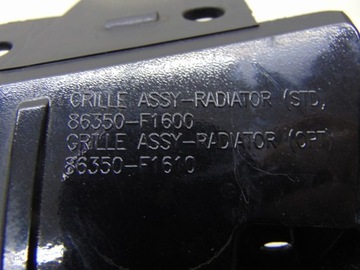 GRILLE ASSY-RADIATOR (STD,
86350-F1600
GRILLE ASSY-RADIATOR (OPT)
86350-F1610